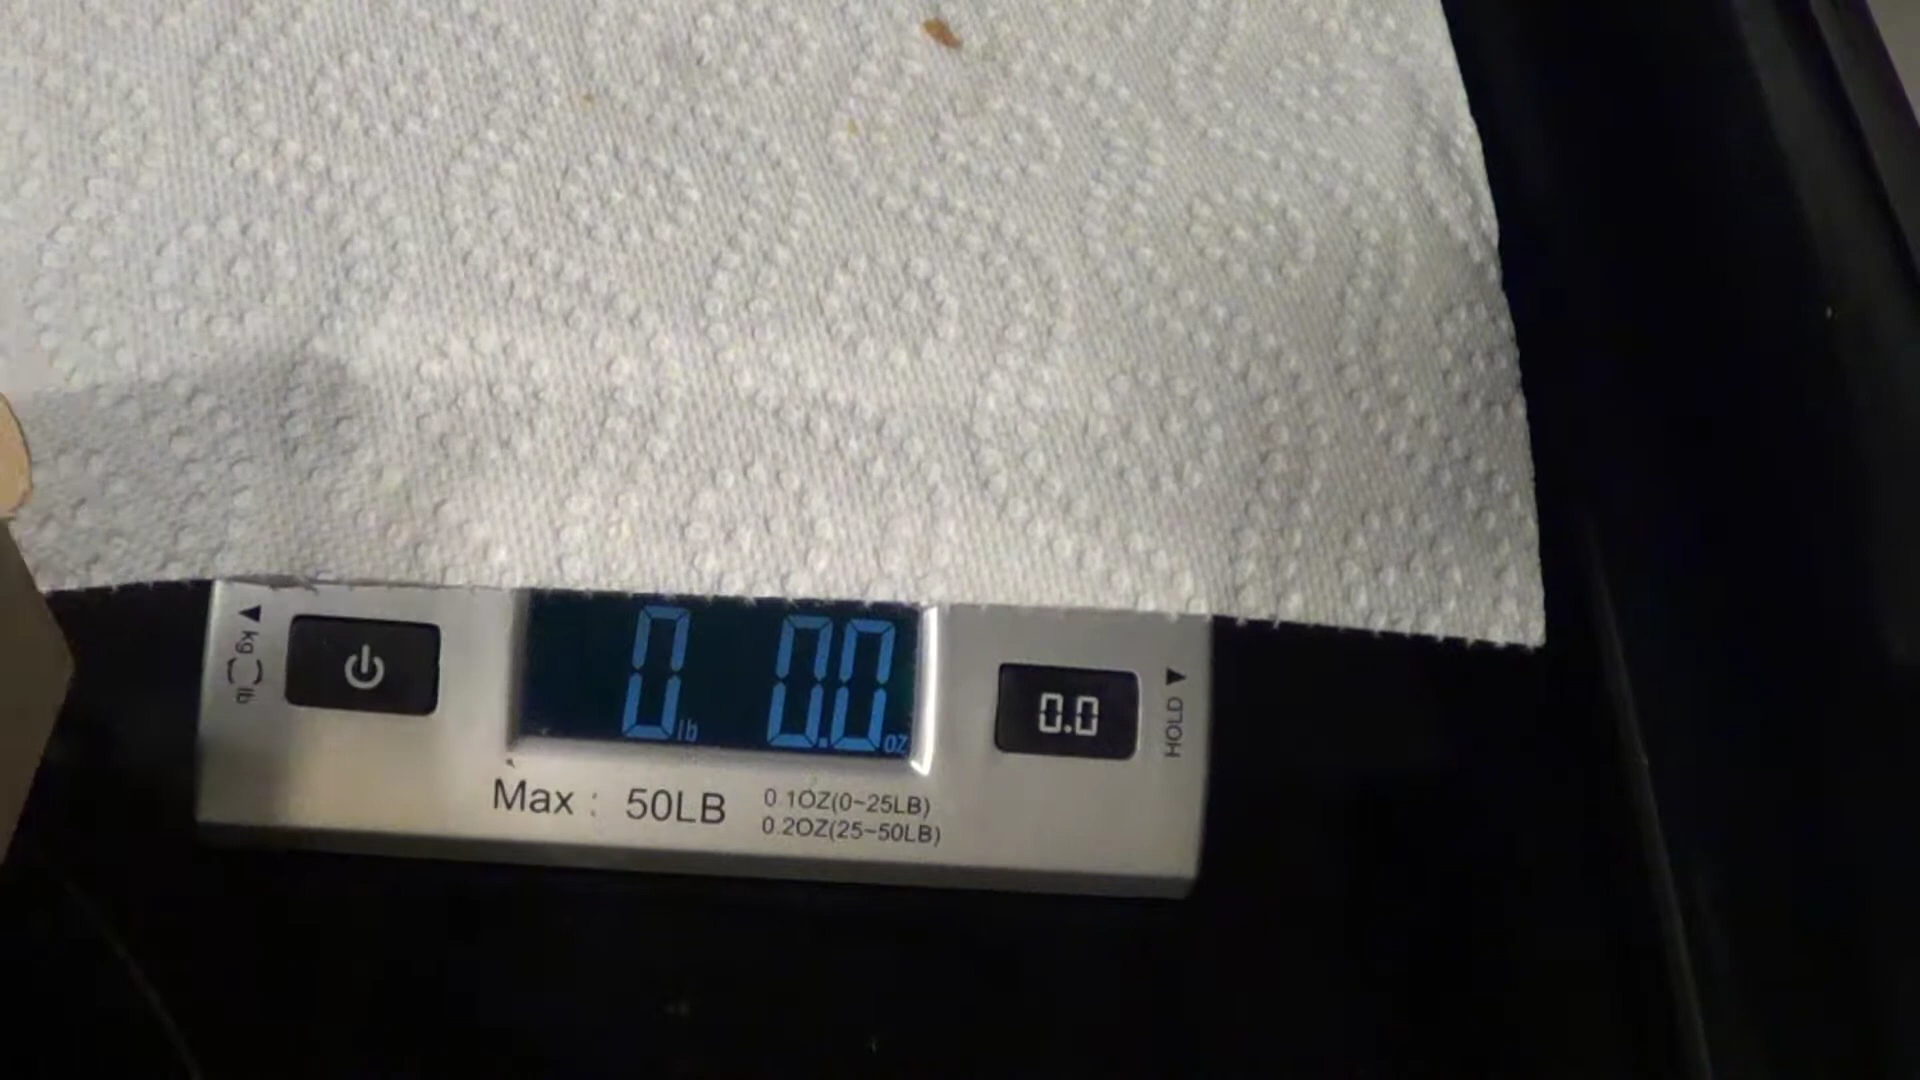 kg lb
0 lb 0.0 oz
0.0
HOLD
Max : 50LB
0.1OZ(0~25LB)
0.2OZ(25~50LB)